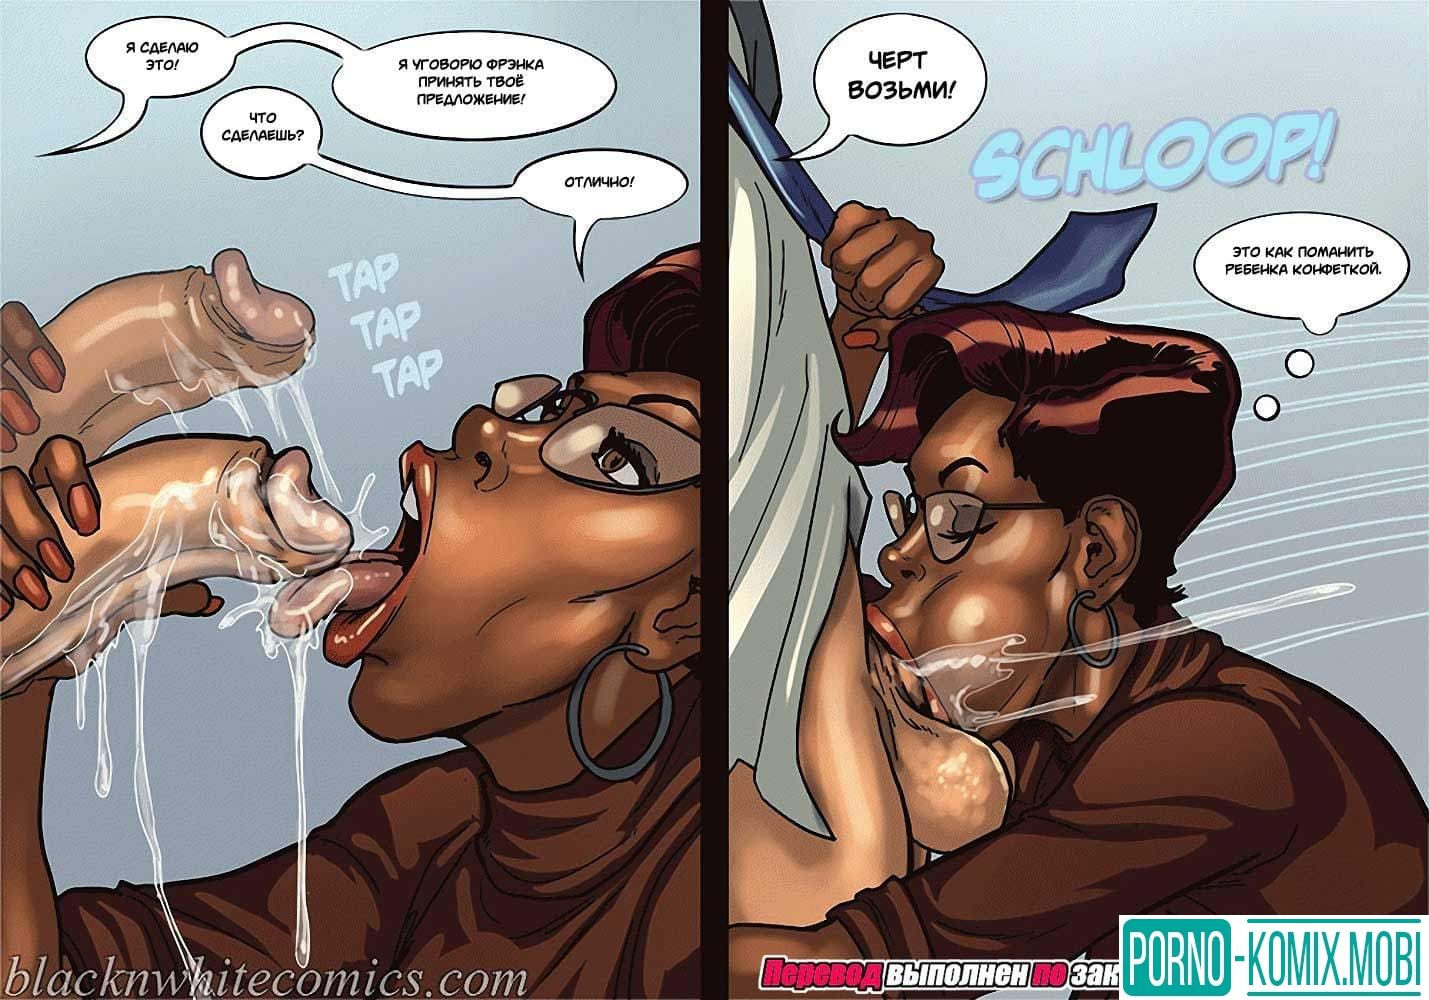 Я СДЕЛАЮ
ЭТО!
Я УГОВОРЮ ФРЭНКА
ПРИНЯТЬ ТВОЁ
ПРЕДЛОЖЕНИЕ!
ЧТО
СДЕЛАЕШЬ?
ОТЛИЧНО!
TAP
TAP
TAP
ЧЕРТ
ВОЗЬМИ!
SCHLOOP!
ЭТО КАК ПОМАНИТЬ
РЕБЕНКА КОНФЕТКОЙ.
blacknwhitecomics.com
Перевод выполнен по зак
PORNO-KOMIX.MOBI